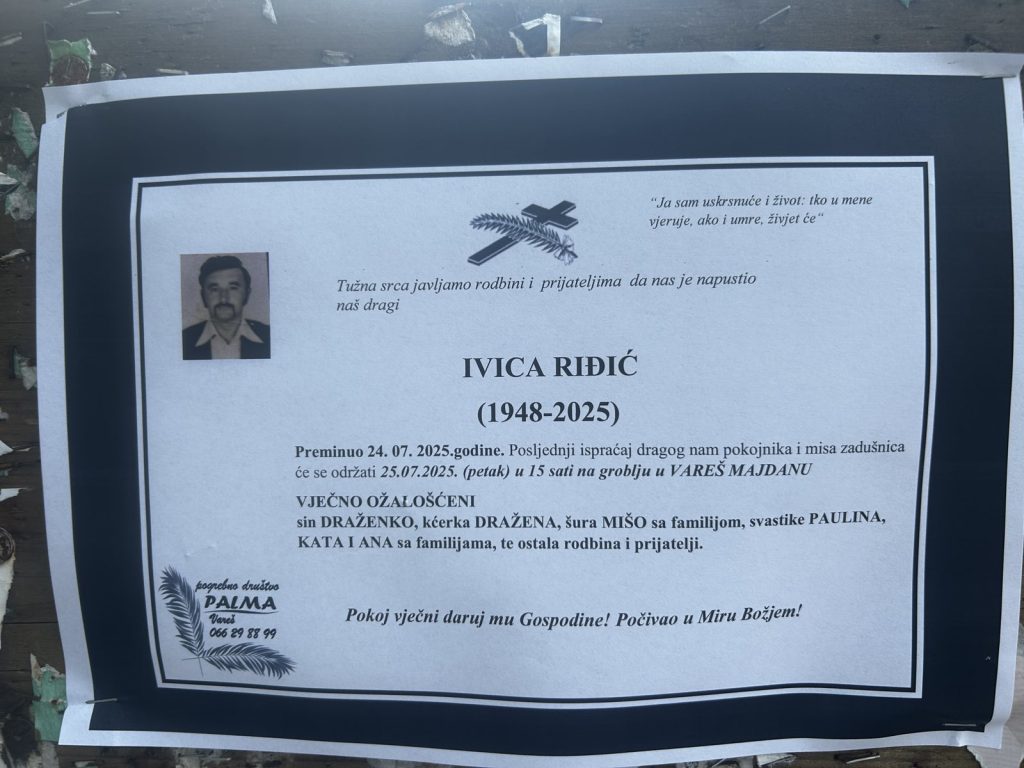 “Ja sam uskrsnuće i život: tko u mene
vjeruje, ako i umre, živjet će“
Tužna srca javljamo rodbini i prijateljima da nas je napustio
naš dragi
IVICA RIĐIĆ
(1948-2025)
Preminuo 24. 07. 2025.godine. Posljednji ispraćaj dragog nam pokojnika i misa zadušnica
će se održati 25.07.2025. (petak) u 15 sati na groblju u VAREŠ MAJDANU
VJEČNO OŽALOŠĆENI
sin DRAŽENKO, kćerka DRAŽENA, šura MIŠO sa familijom, svastike PAULINA,
KATA I ANA sa familijama, te ostala rodbina i prijatelji.
pogrebno društvo
PALMA
Vareš
066 29 88 99
Pokoj vječni daruj mu Gospodine! Počivao u Miru Božjem!